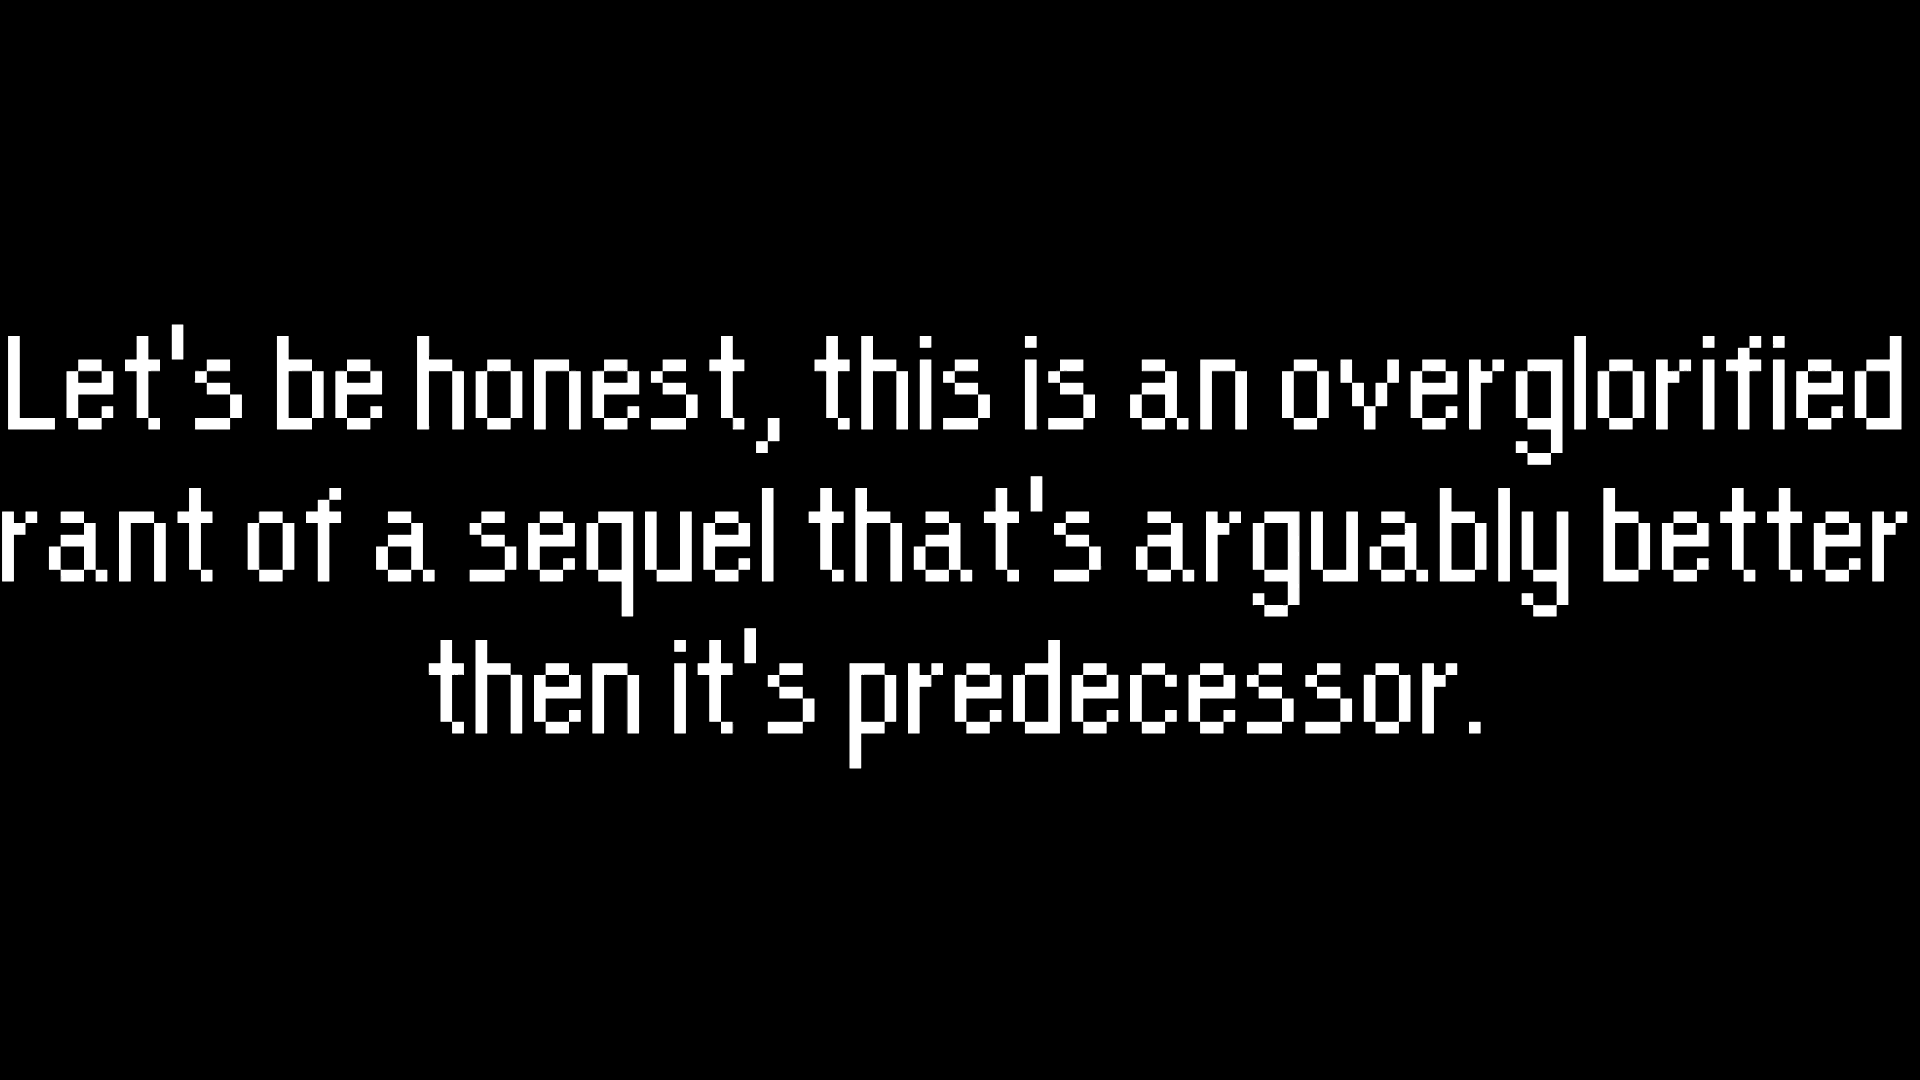 Let's be honest, this is an overglorified
rant of a sequel that's arguably better
then it's predecessor.